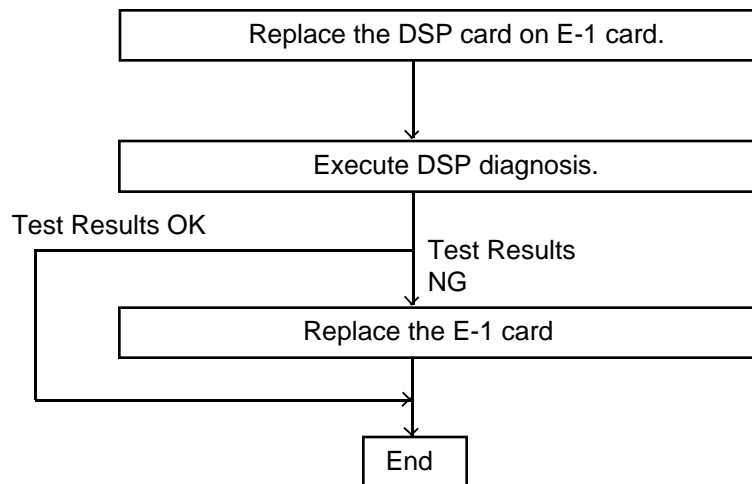 Replace the DSP card on E-1 card.
Execute DSP diagnosis.
Test Results OK
Test Results
NG
Replace the E-1 card
End